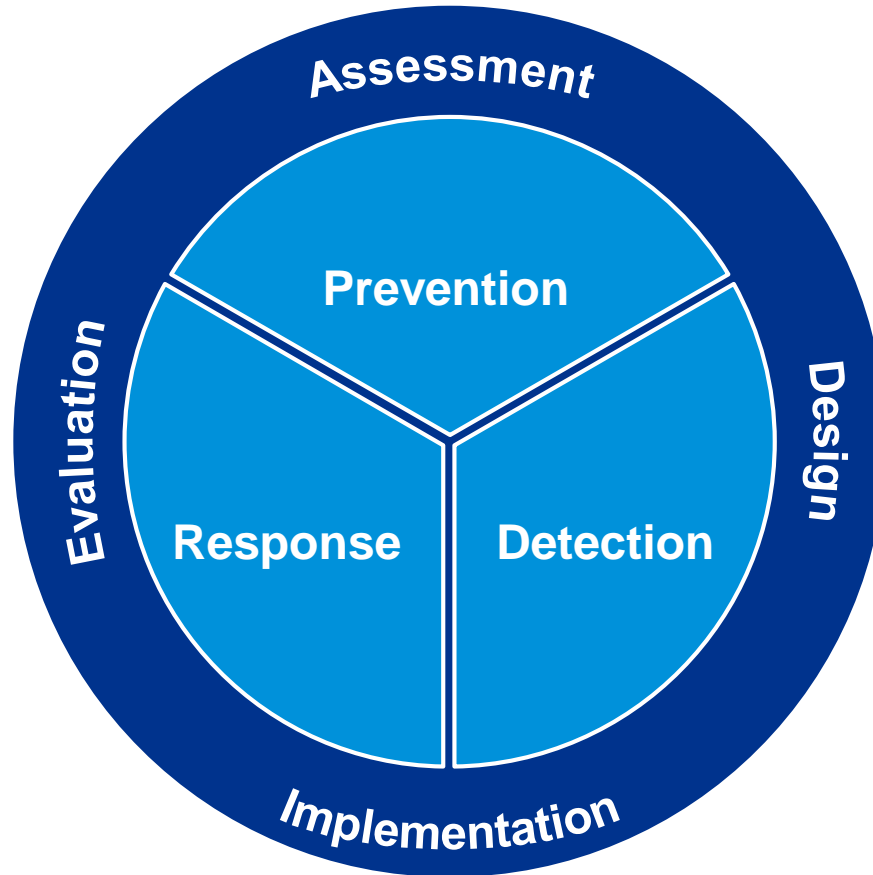 Assessment
Prevention
Evaluation
Design
Response
Detection
Implementation